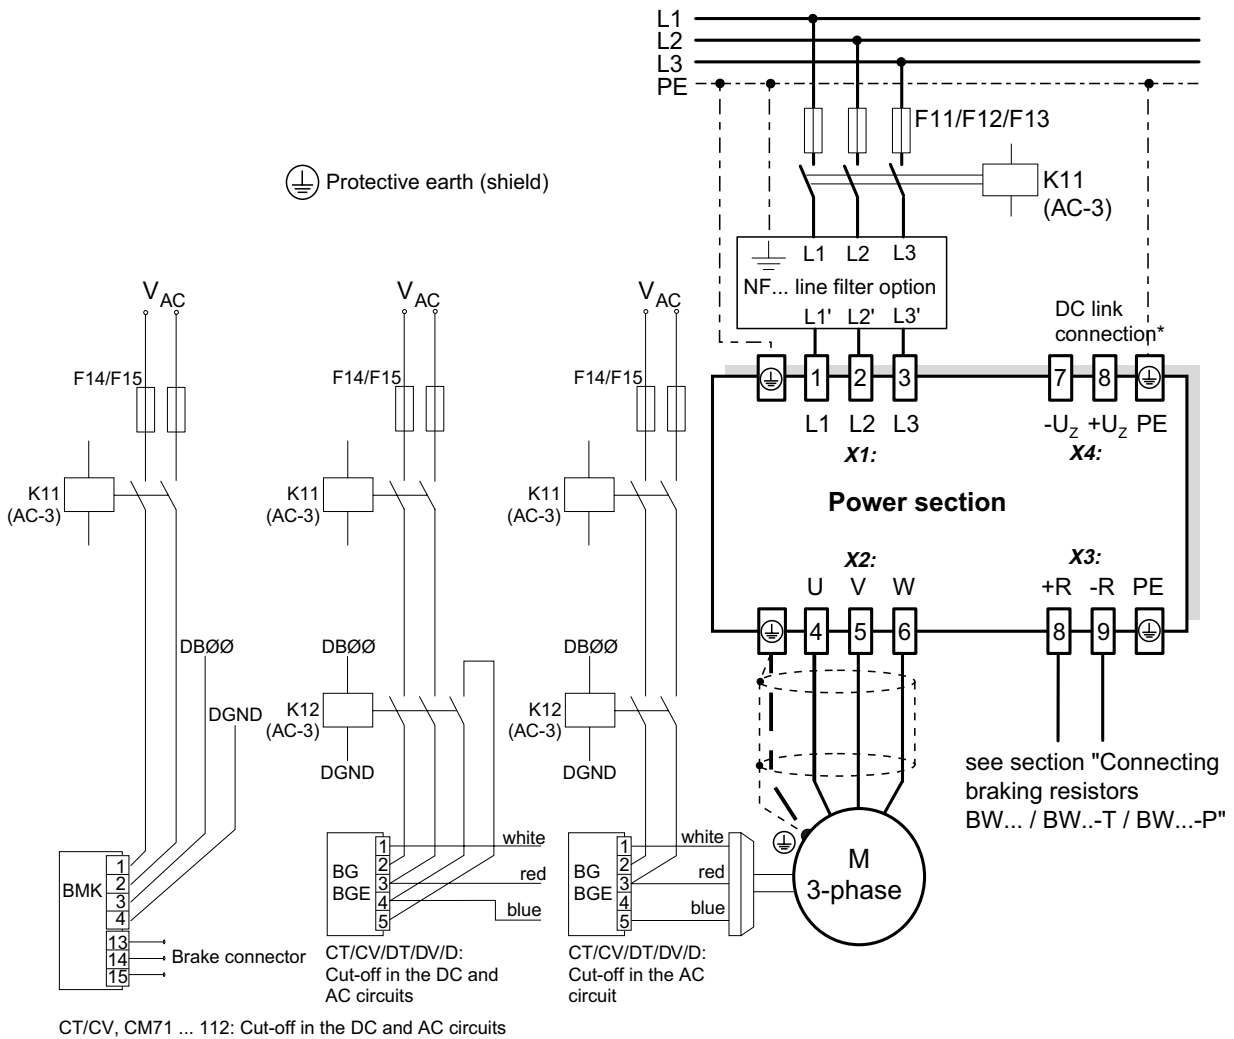 L1
L2
L3
PE
F11/F12/F13
K11
(AC-3)
Protective earth (shield)
L1 L2 L3
NF... line filter option
L1' L2' L3'
DC link
connection*
1 2 3 7 8
L1 L2 L3 -UZ +UZ PE
X1: X4:
Power section
X2: X3:
U V W +R -R PE
4 5 6 8 9
see section "Connecting
braking resistors
BW... / BW..-T / BW...-P"
M
3-phase
VAC
F14/F15
K11
(AC-3)
DBØØ
DGND
BMK
1
2
3
4
13
14
15
Brake connector
CT/CV, CM71 ... 112: Cut-off in the DC and AC circuits
VAC
F14/F15
K11
(AC-3)
DBØØ
K12
(AC-3)
DGND
BG
BGE
1
2
3
4
5
white
red
blue
CT/CV/DT/DV/D:
Cut-off in the DC and
AC circuits
VAC
F14/F15
K11
(AC-3)
DBØØ
K12
(AC-3)
DGND
BG
BGE
1
2
3
4
5
white
red
blue
CT/CV/DT/DV/D:
Cut-off in the AC
circuit